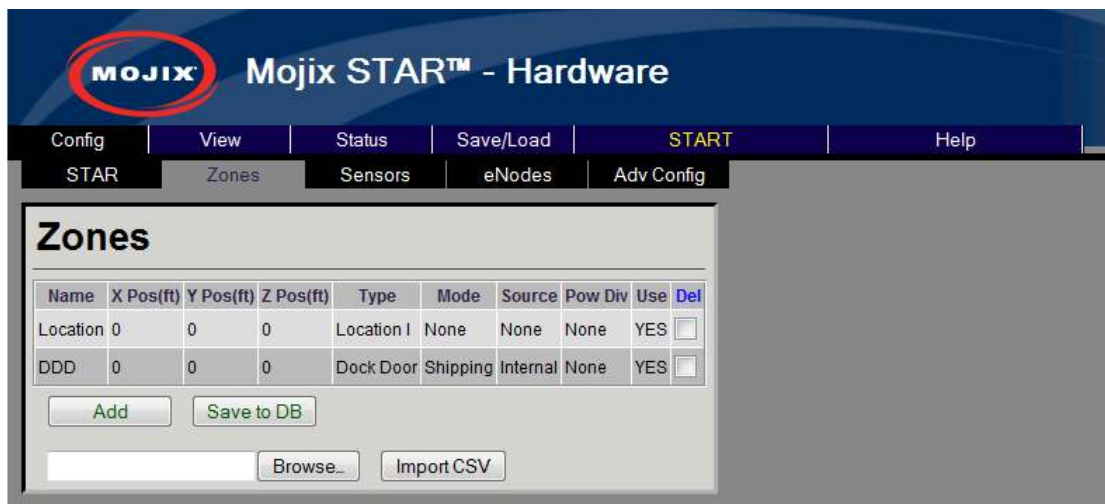 MOJIX
Mojix STAR™ - Hardware
Config View Status Save/Load START Help
STAR Zones Sensors eNodes Adv Config
Zones
Name X Pos(ft) Y Pos(ft) Z Pos(ft) Type Mode Source Pow Div Use Del
Location 0 0 0 Location I None None None YES
DDD 0 0 0 Dock Door Shipping Internal None YES
Add Save to DB
Browse... Import CSV